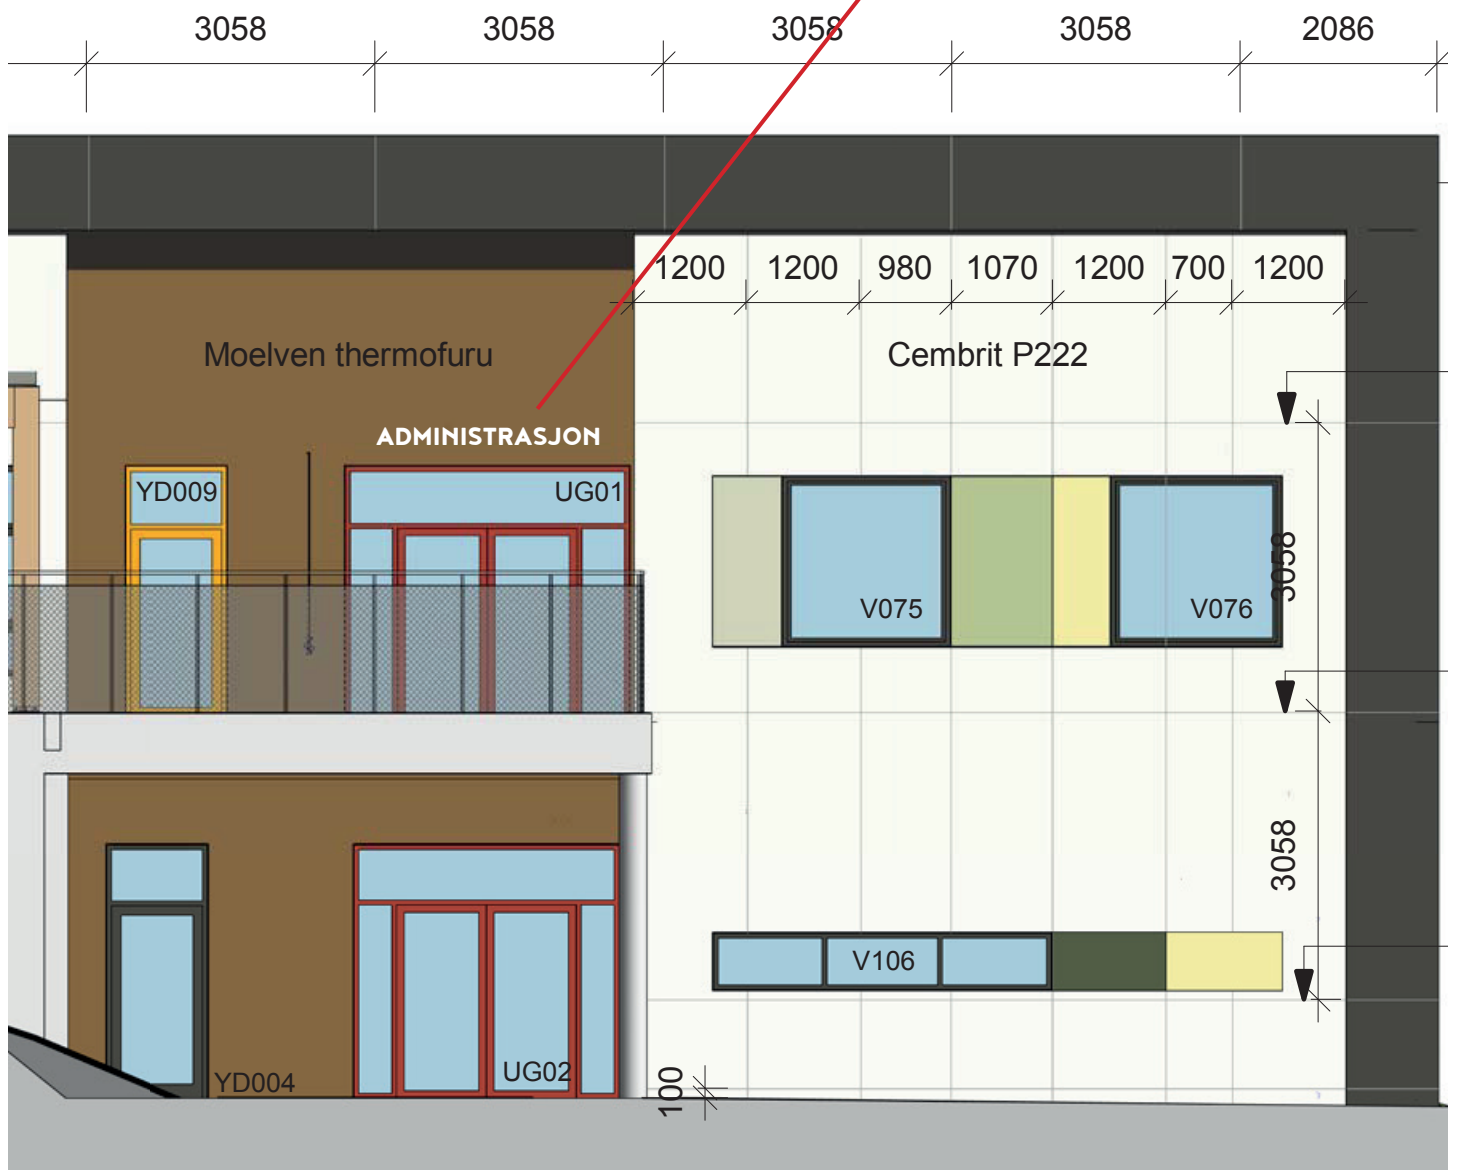 3058 3058 3058 3058 2086
1200 1200 980 1070 1200 700 1200
Moelven thermofuru
Cembrit P222
ADMINISTRASJON
YD009
UG01
3058
V075
V076
3058
V106
YD004
UG02
100